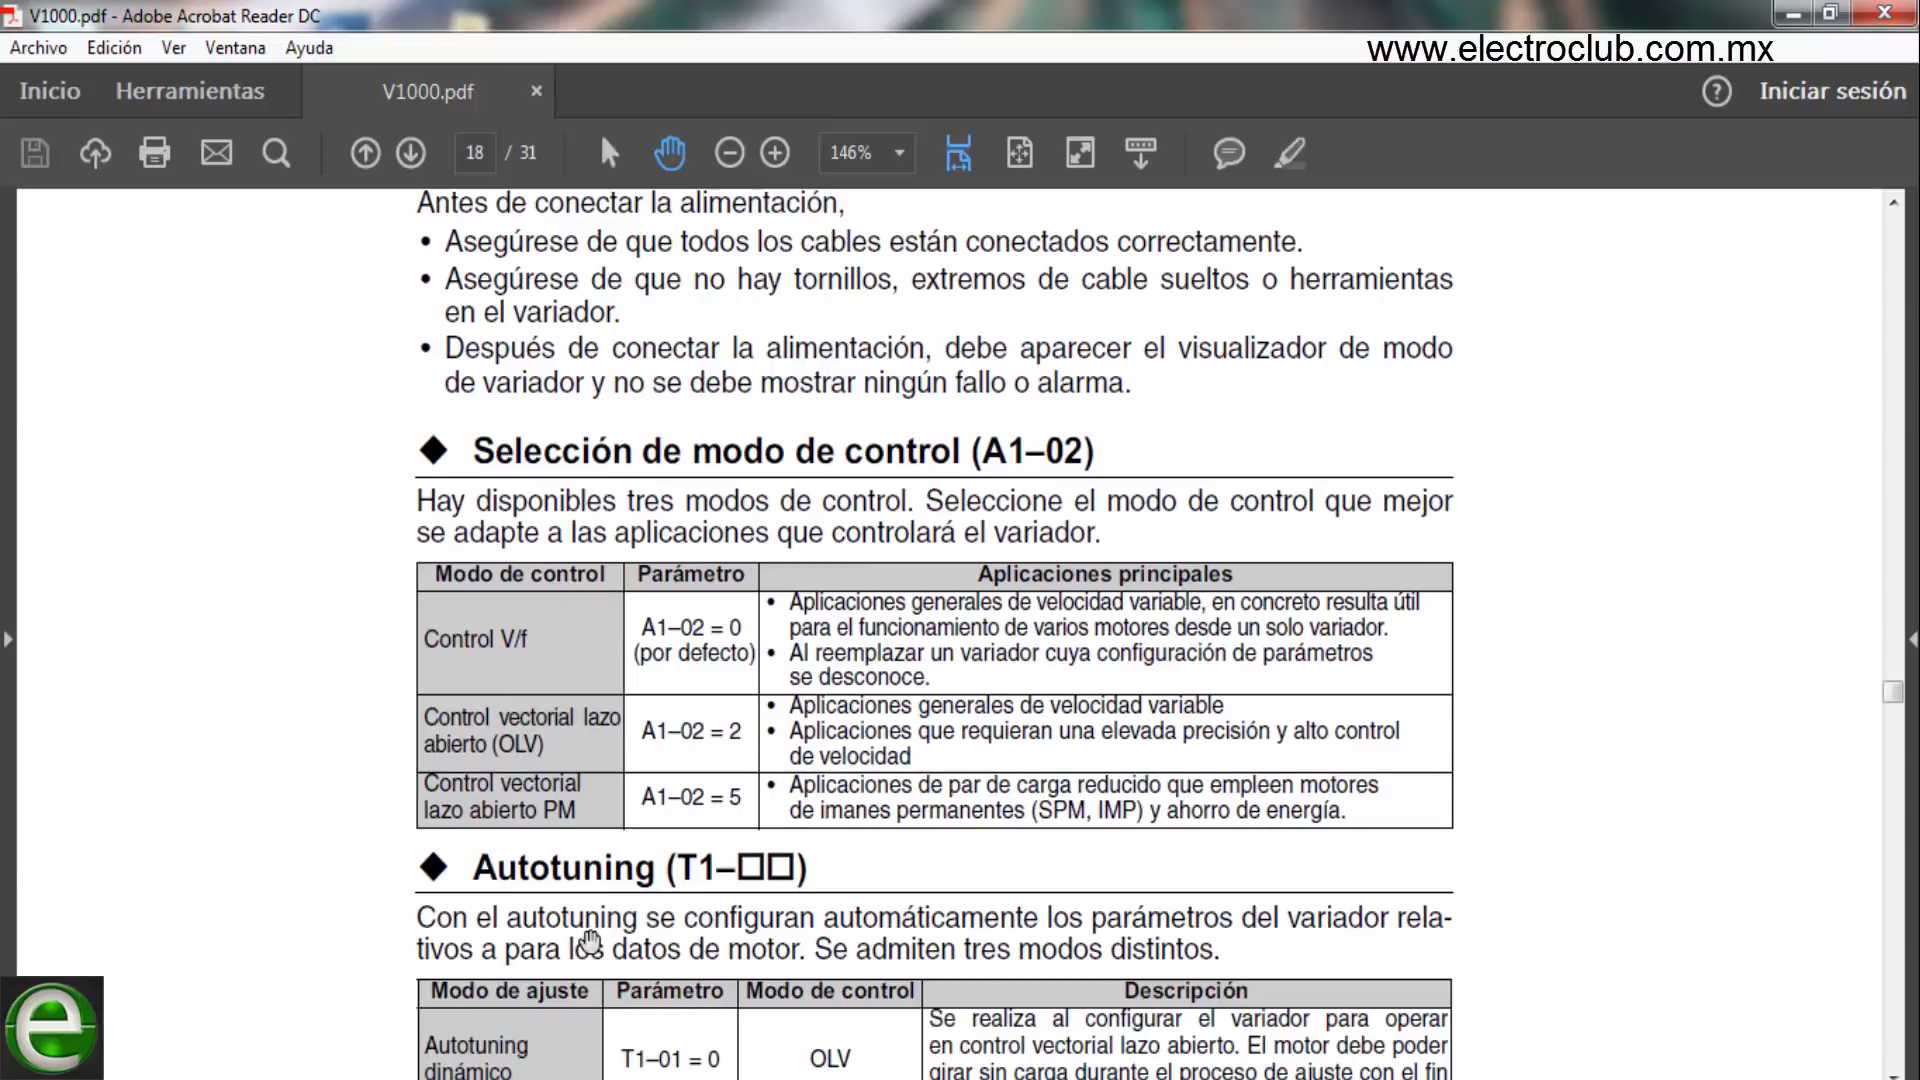 V1000.pdf - Adobe Acrobat Reader DC
Archivo Edición Ver Ventana Ayuda
www.electroclub.com.mx
Inicio Herramientas V1000.pdf × ? Iniciar sesión
18 / 31 146%
Antes de conectar la alimentación,
• Asegúrese de que todos los cables están conectados correctamente.
• Asegúrese de que no hay tornillos, extremos de cable sueltos o herramientas
en el variador.
• Después de conectar la alimentación, debe aparecer el visualizador de modo
de variador y no se debe mostrar ningún fallo o alarma.
◆ Selección de modo de control (A1–02)
Hay disponibles tres modos de control. Seleccione el modo de control que mejor
se adapte a las aplicaciones que controlará el variador.
Modo de control Parámetro Aplicaciones principales
Control V/f
A1–02 = 0
(por defecto)
• Aplicaciones generales de velocidad variable, en concreto resulta útil
para el funcionamiento de varios motores desde un solo variador.
• Al reemplazar un variador cuya configuración de parámetros
se desconoce.
Control vectorial lazo
abierto (OLV)
A1–02 = 2
• Aplicaciones generales de velocidad variable
• Aplicaciones que requieran una elevada precisión y alto control
de velocidad
Control vectorial
lazo abierto PM
A1–02 = 5
• Aplicaciones de par de carga reducido que empleen motores
de imanes permanentes (SPM, IMP) y ahorro de energía.
◆ Autotuning (T1–□□)
Con el autotuning se configuran automáticamente los parámetros del variador rela-
tivos a para los datos de motor. Se admiten tres modos distintos.
Modo de ajuste Parámetro Modo de control Descripción
Autotuning
dinámico
T1–01 = 0
OLV
Se realiza al configurar el variador para operar
en control vectorial lazo abierto. El motor debe poder
girar sin carga durante el proceso de ajuste con el fin
e